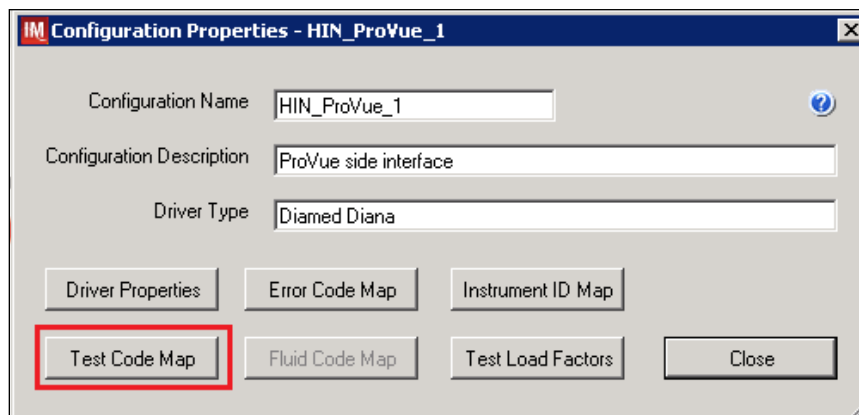 IM Configuration Properties - HIN_ProVue_1
Configuration Name HIN_ProVue_1
Configuration Description ProVue side interface
Driver Type Diamed Diana
Driver Properties Error Code Map Instrument ID Map
Test Code Map Fluid Code Map Test Load Factors Close